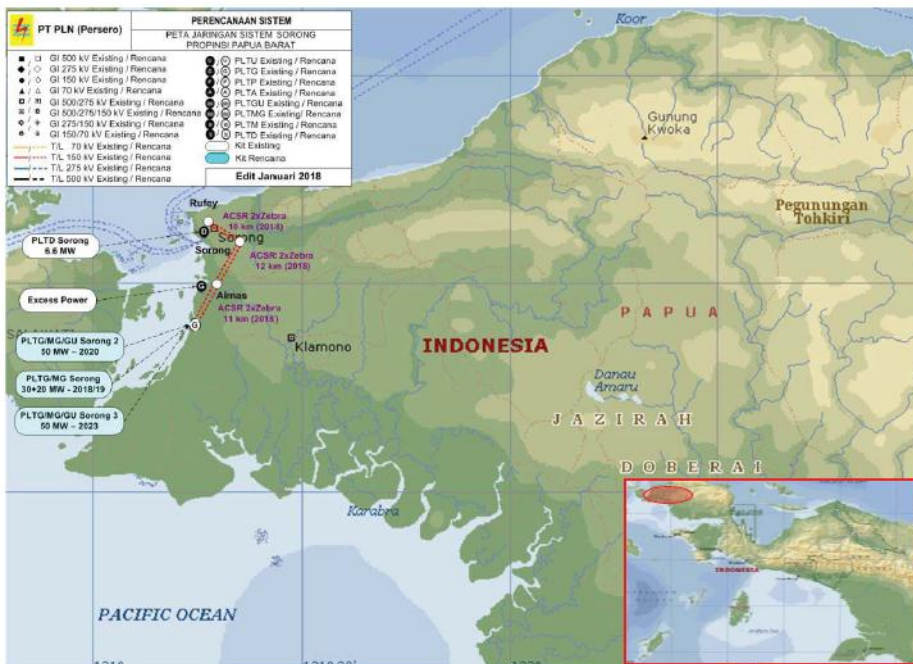 PT PLN (Persero)
PERENCANAAN SISTEM
PETA JARINGAN SISTEM SORONG
PROPINSI PAPUA BARAT
GI 500 kV Existing / Rencana
GI 275 kV Existing / Rencana
GI 150 kV Existing / Rencana
GI 70 kV Existing / Rencana
GI 500/275 kV Existing / Rencana
GI 500/275/150 kV Existing / Rencana
GI 275/150 kV Existing / Rencana
GI 150/70 kV Existing / Rencana
T/L 70 kV Existing / Rencana
T/L 150 kV Existing / Rencana
T/L 275 kV Existing / Rencana
T/L 500 kV Existing / Rencana
PLTU Existing / Rencana
PLTG Existing / Rencana
PLTP Existing / Rencana
PLTA Existing / Rencana
PLTGU Existing / Rencana
PLTMG Existing / Rencana
PLTM Existing / Rencana
PLTD Existing / Rencana
Kit Existing
Kit Rencana
Edit Januari 2018
Koor
Gunung
Kwoka
Pegunungan
Tohkiri
Rufey
ACSR 2xZebra
10 km (2018)
D
Sorong
Sorong
PLTD Sorong
6.6 MW
ACSR 2xZebra
12 km (2018)
Excess Power
G
Aimas
ACSR 2xZebra
11 km (2018)
G
PLTG/MG/GU Sorong 2
50 MW – 2020
PLTG/MG Sorong
30+20 MW - 2018/19
PLTG/MG/GU Sorong 3
50 MW – 2023
Klamono
INDONESIA
PAPUA
Danau
Amaru
JAZIRAH
DOBERAI
Karabra
PACIFIC OCEAN
INDONESIA